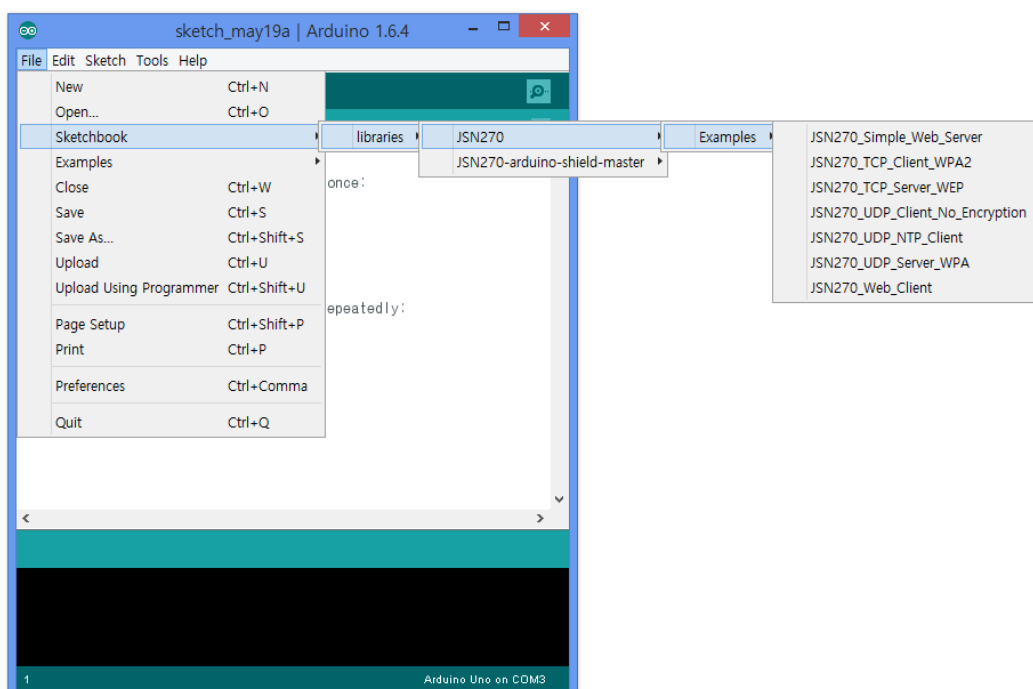 sketch_may19a | Arduino 1.6.4
File Edit Sketch Tools Help
New Ctrl+N
Open... Ctrl+O
Sketchbook
Examples
Close Ctrl+W
Save Ctrl+S
Save As... Ctrl+Shift+S
Upload Ctrl+U
Upload Using Programmer Ctrl+Shift+U
Page Setup Ctrl+Shift+P
Print Ctrl+P
Preferences Ctrl+Comma
Quit Ctrl+Q
libraries
JSN270
JSN270-arduino-shield-master
Examples
JSN270_Simple_Web_Server
JSN270_TCP_Client_WPA2
JSN270_TCP_Server_WEP
JSN270_UDP_Client_No_Encryption
JSN270_UDP_NTP_Client
JSN270_UDP_Server_WPA
JSN270_Web_Client
once:
epeatedly:
1 Arduino Uno on COM3